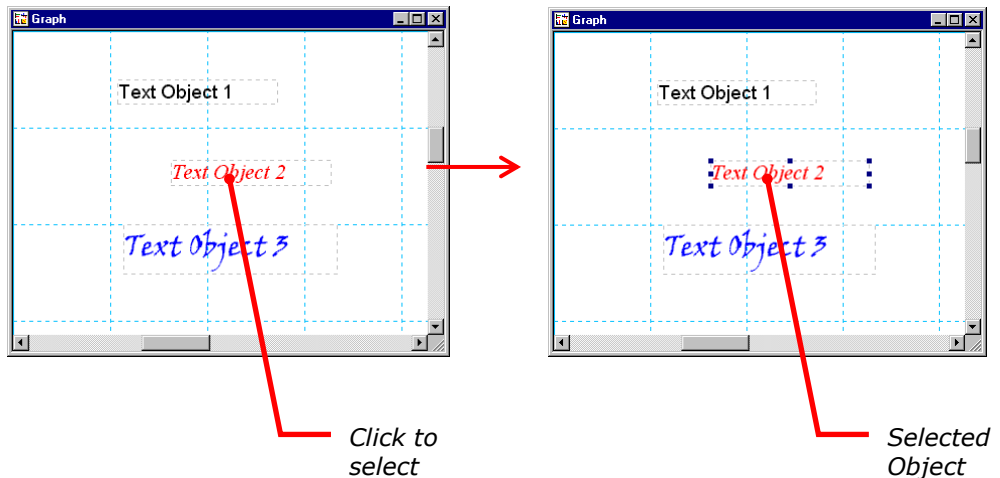 Graph
Text Object 1
Text Object 2
Text Object 3
Click to
select
Graph
Text Object 1
Text Object 2
Text Object 3
Selected
Object